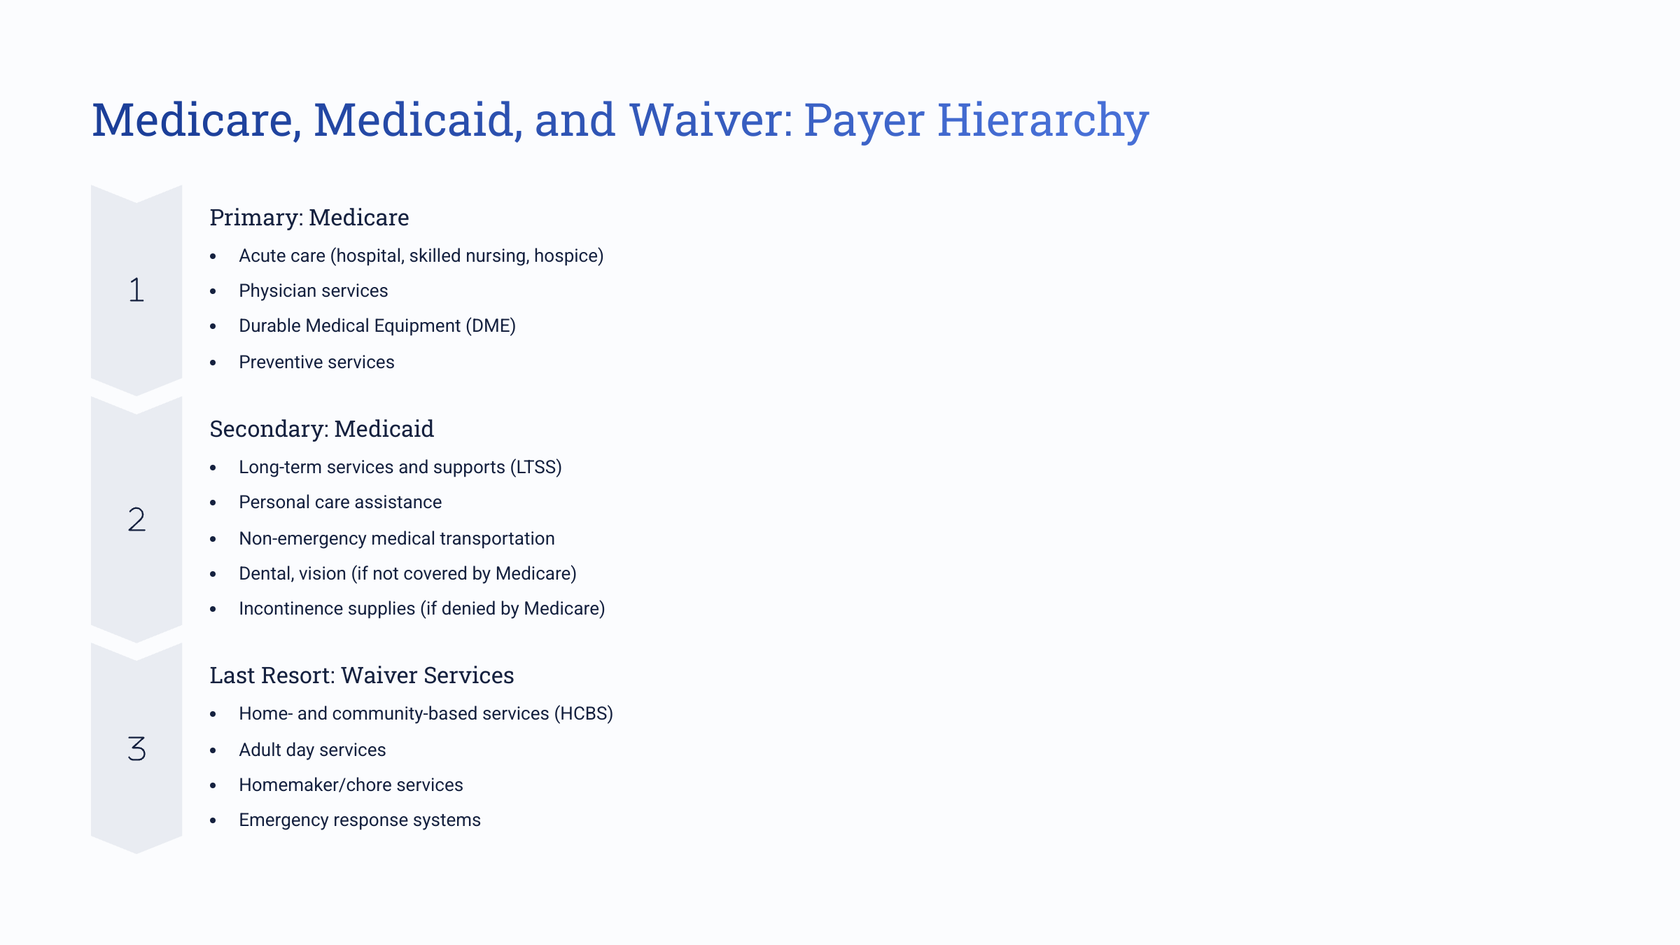 Medicare, Medicaid, and Waiver: Payer Hierarchy
1
Primary: Medicare
• Acute care (hospital, skilled nursing, hospice)
• Physician services
• Durable Medical Equipment (DME)
• Preventive services
2
Secondary: Medicaid
• Long-term services and supports (LTSS)
• Personal care assistance
• Non-emergency medical transportation
• Dental, vision (if not covered by Medicare)
• Incontinence supplies (if denied by Medicare)
3
Last Resort: Waiver Services
• Home- and community-based services (HCBS)
• Adult day services
• Homemaker/chore services
• Emergency response systems